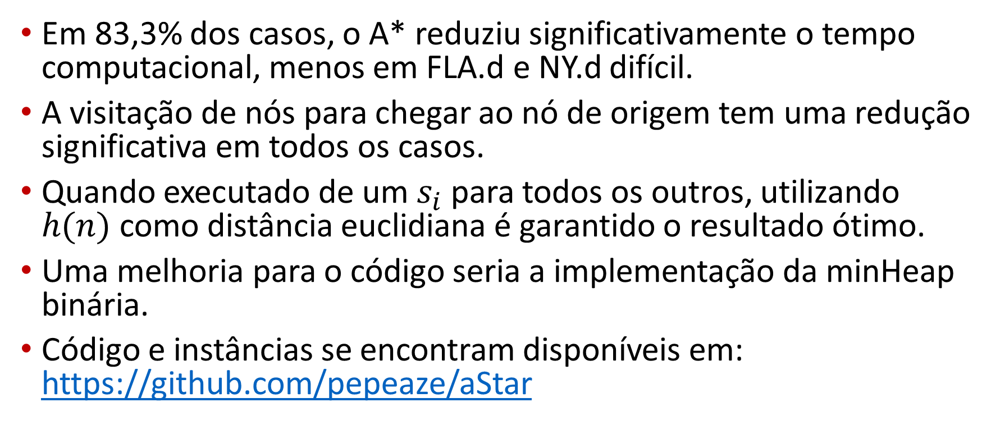 • Em 83,3% dos casos, o A* reduziu significativamente o tempo
computacional, menos em FLA.d e NY.d difícil.
• A visitação de nós para chegar ao nó de origem tem uma redução
significativa em todos os casos.
• Quando executado de um 𝑠ᵢ para todos os outros, utilizando
ℎ(𝑛) como distância euclidiana é garantido o resultado ótimo.
• Uma melhoria para o código seria a implementação da minHeap
binária.
• Código e instâncias se encontram disponíveis em:
https://github.com/pepeaze/aStar